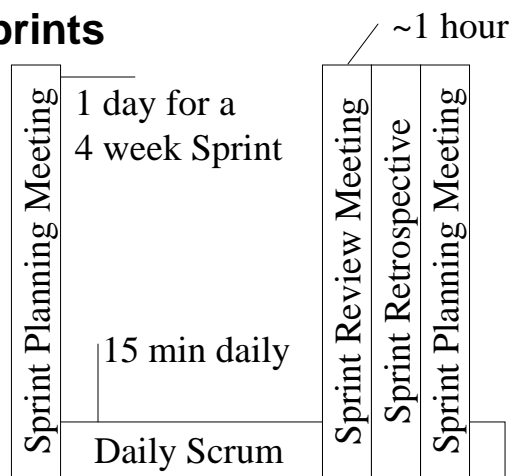 prints
~1 hour
1 day for a
4 week Sprint
15 min daily
Daily Scrum
Sprint Planning Meeting
Sprint Review Meeting
Sprint Retrospective
Sprint Planning Meeting